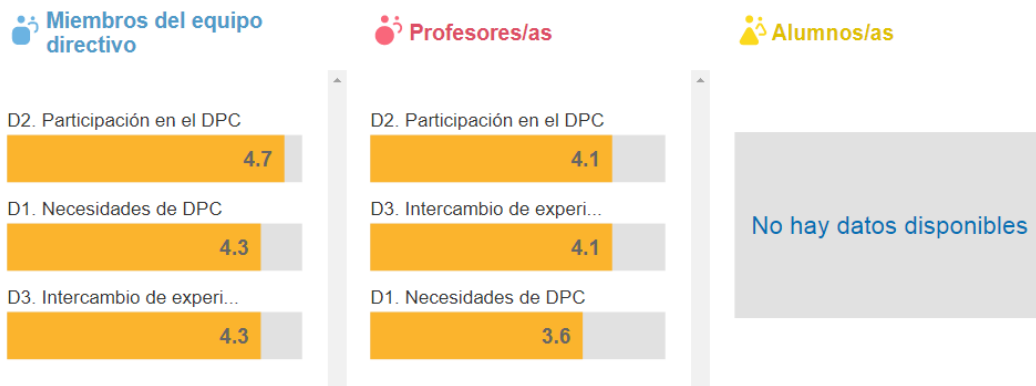 Miembros del equipo
directivo
D2. Participación en el DPC
4.7
D1. Necesidades de DPC
4.3
D3. Intercambio de experi...
4.3
Profesores/as
D2. Participación en el DPC
4.1
D3. Intercambio de experi...
4.1
D1. Necesidades de DPC
3.6
Alumnos/as
No hay datos disponibles